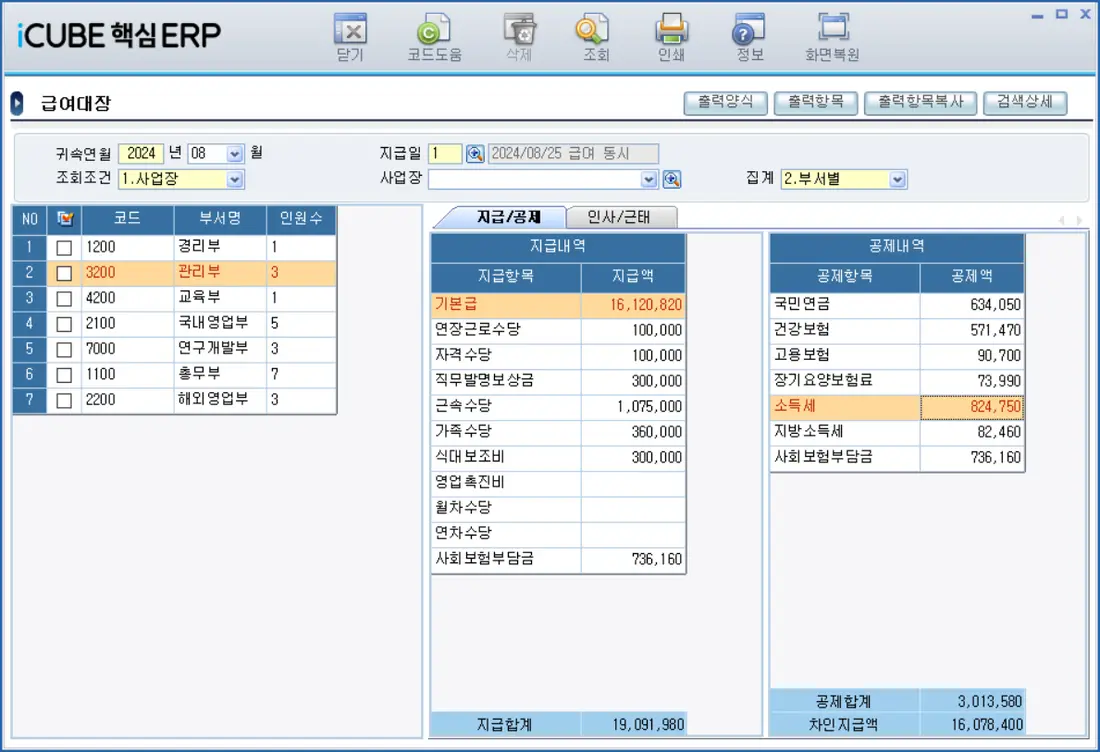 iCUBE 핵심ERP
닫기 코드도움 삭제 조회 인쇄 정보 화면복원
급여대장 출력양식 출력항목 출력항목복사 검색상세
귀속연월 2024 년 08 월 지급일 1 2024/08/25 급여 동시
조회조건 1.사업장 사업장 집계 2.부서별
NO 코드 부서명 인원수
1 1200 경리부 1
2 3200 관리부 3
3 4200 교육부 1
4 2100 국내영업부 5
5 7000 연구개발부 3
6 1100 총무부 7
7 2200 해외영업부 3
지급/공제 인사/근태
지급내역
지급항목 지급액
기본급 16,120,820
연장근로수당 100,000
자격수당 100,000
직무발명보상금 300,000
근속수당 1,075,000
가족수당 360,000
식대보조비 300,000
영업촉진비
월차수당
연차수당
사회보험부담금 736,160
지급합계 19,091,980
공제내역
공제항목 공제액
국민연금 634,050
건강보험 571,470
고용보험 90,700
장기요양보험료 73,990
소득세 824,750
지방소득세 82,460
사회보험부담금 736,160
공제합계 3,013,580
차인지급액 16,078,400